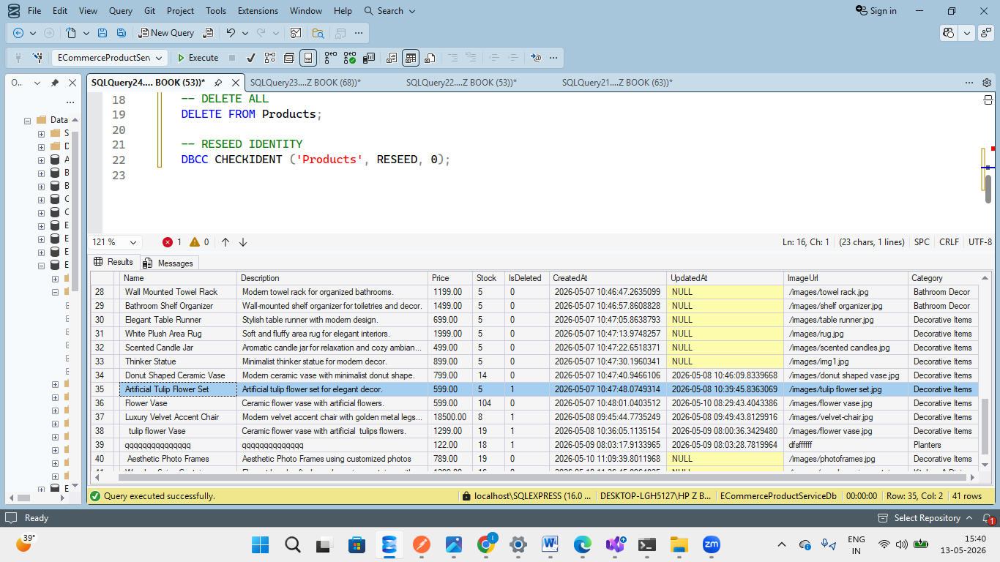 File Edit View Query Git Project Tools Extensions Window Help Search Sign in
New Query
ECommerceProductServ Execute
O.. SQLQuery24.... BOOK (53))* SQLQuery23....Z BOOK (68))* SQLQuery22....Z BOOK (53))* SQLQuery21....Z BOOK (63))*
18 -- DELETE ALL
19 DELETE FROM Products;
20
21 -- RESEED IDENTITY
22 DBCC CHECKIDENT ('Products', RESEED, 0);
23
Data
S
D
A
B
B
C
C
E
E
E
E
E
121 % 1 0 Ln: 16, Ch: 1 (23 chars, 1 lines) SPC CRLF UTF-8
Results Messages
Name Description Price Stock IsDeleted CreatedAt UpdatedAt ImageUrl Category
28 Wall Mounted Towel Rack Modern towel rack for organized bathrooms. 1199.00 5 0 2026-05-07 10:46:47.2635099 NULL /images/towel rack.jpg Bathroom Decor
29 Bathroom Shelf Organizer Wall-mounted shelf organizer for toiletries and decor. 1499.00 5 0 2026-05-07 10:46:57.8608828 NULL /images/shelf organizer.jpg Bathroom Decor
30 Elegant Table Runner Stylish table runner with modern design. 699.00 5 0 2026-05-07 10:47:05.8638793 NULL /images/table runner.jpg Decorative Items
31 White Plush Area Rug Soft and fluffy area rug for elegant interiors. 1999.00 5 0 2026-05-07 10:47:13.9748257 NULL /images/rug.jpg Decorative Items
32 Scented Candle Jar Aromatic candle jar for relaxation and cozy ambian... 499.00 5 0 2026-05-07 10:47:22.6518371 NULL /images/scented candles.jpg Decorative Items
33 Thinker Statue Minimalist thinker statue for modern decor. 899.00 5 0 2026-05-07 10:47:30.1960341 NULL /images/img1.jpg Decorative Items
34 Donut Shaped Ceramic Vase Modern ceramic vase with minimalist donut shape. 799.00 14 0 2026-05-07 10:47:40.9466106 2026-05-08 10:46:09.8339668 /images/donut shaped vase.jpg Decorative Items
35 Artificial Tulip Flower Set Artificial tulip flower set for elegant decor. 599.00 5 1 2026-05-07 10:47:48.0749314 2026-05-08 10:39:45.8363069 /images/tulip flower set.jpg Decorative Items
36 Flower Vase Ceramic flower vase with artificial flowers. 599.00 104 0 2026-05-07 10:48:01.0403512 2026-05-10 08:29:43.4043386 /images/flower vase.jpg Decorative Items
37 Luxury Velvet Accent Chair Modern velvet accent chair with golden metal legs... 18500.00 8 1 2026-05-08 09:45:44.7735249 2026-05-08 09:49:43.8129916 /images/velvet-chair.jpg Decorative Items
38 tulip flower Vase Ceramic flower vase with artificial tulips flowers. 1299.00 19 1 2026-05-08 10:36:05.1135154 2026-05-09 08:00:36.3429480 /images/flower vase.jpg Decorative Items
39 qqqqqqqqqqqqqqq qqqqqqqqqqqqqq 122.00 18 1 2026-05-09 08:03:17.9133965 2026-05-09 08:03:28.7819964 dfsffffff Planters
40 Aesthetic Photo Frames Aesthetic Photo Frames using customized photos 789.00 19 0 2026-05-10 11:09:39.8011968 NULL /images/photoframes.jpg Decorative Items
Query executed successfully. localhost\SQLEXPRESS (16.0 ... DESKTOP-LGH5127\HP Z B... ECommerceProductServiceDb 00:00:00 Row: 35, Col: 2 41 rows
Ready Select Repository 1
39° ENG 15:40
IN 13-05-2026